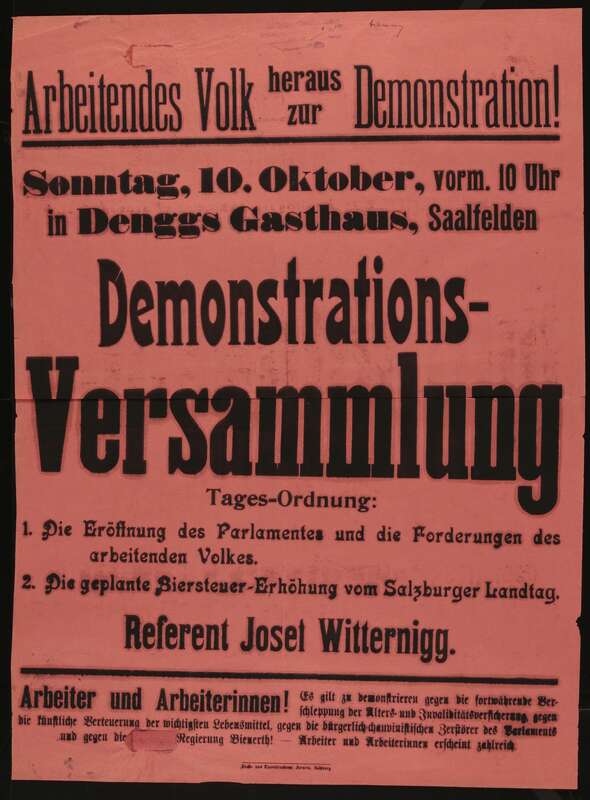 Arbeitendes Volk heraus zur Demonstration!
Sonntag, 10. Oktober, vorm. 10 Uhr
in Denggs Gasthaus, Saalfelden
Demonstrations-
Versammlung
Tages-Ordnung:
1. Die Eröffnung des Parlamentes und die Forderungen des
arbeitenden Volkes.
2. Die geplante Biersteuer-Erhöhung vom Salzburger Landtag.
Referent Josef Witternigg.
Arbeiter und Arbeiterinnen! Es gilt zu demonstrieren gegen die fortwährende Ver-
schleppung der Alters- und Invaliditätsversicherung, gegen
die künstliche Verteuerung der wichtigsten Lebensmittel, gegen die bürgerlich-chauvinistischen Zerstörer des Parlaments
und gegen die Regierung Bienerth! — Arbeiter und Arbeiterinnen erscheint zahlreich.